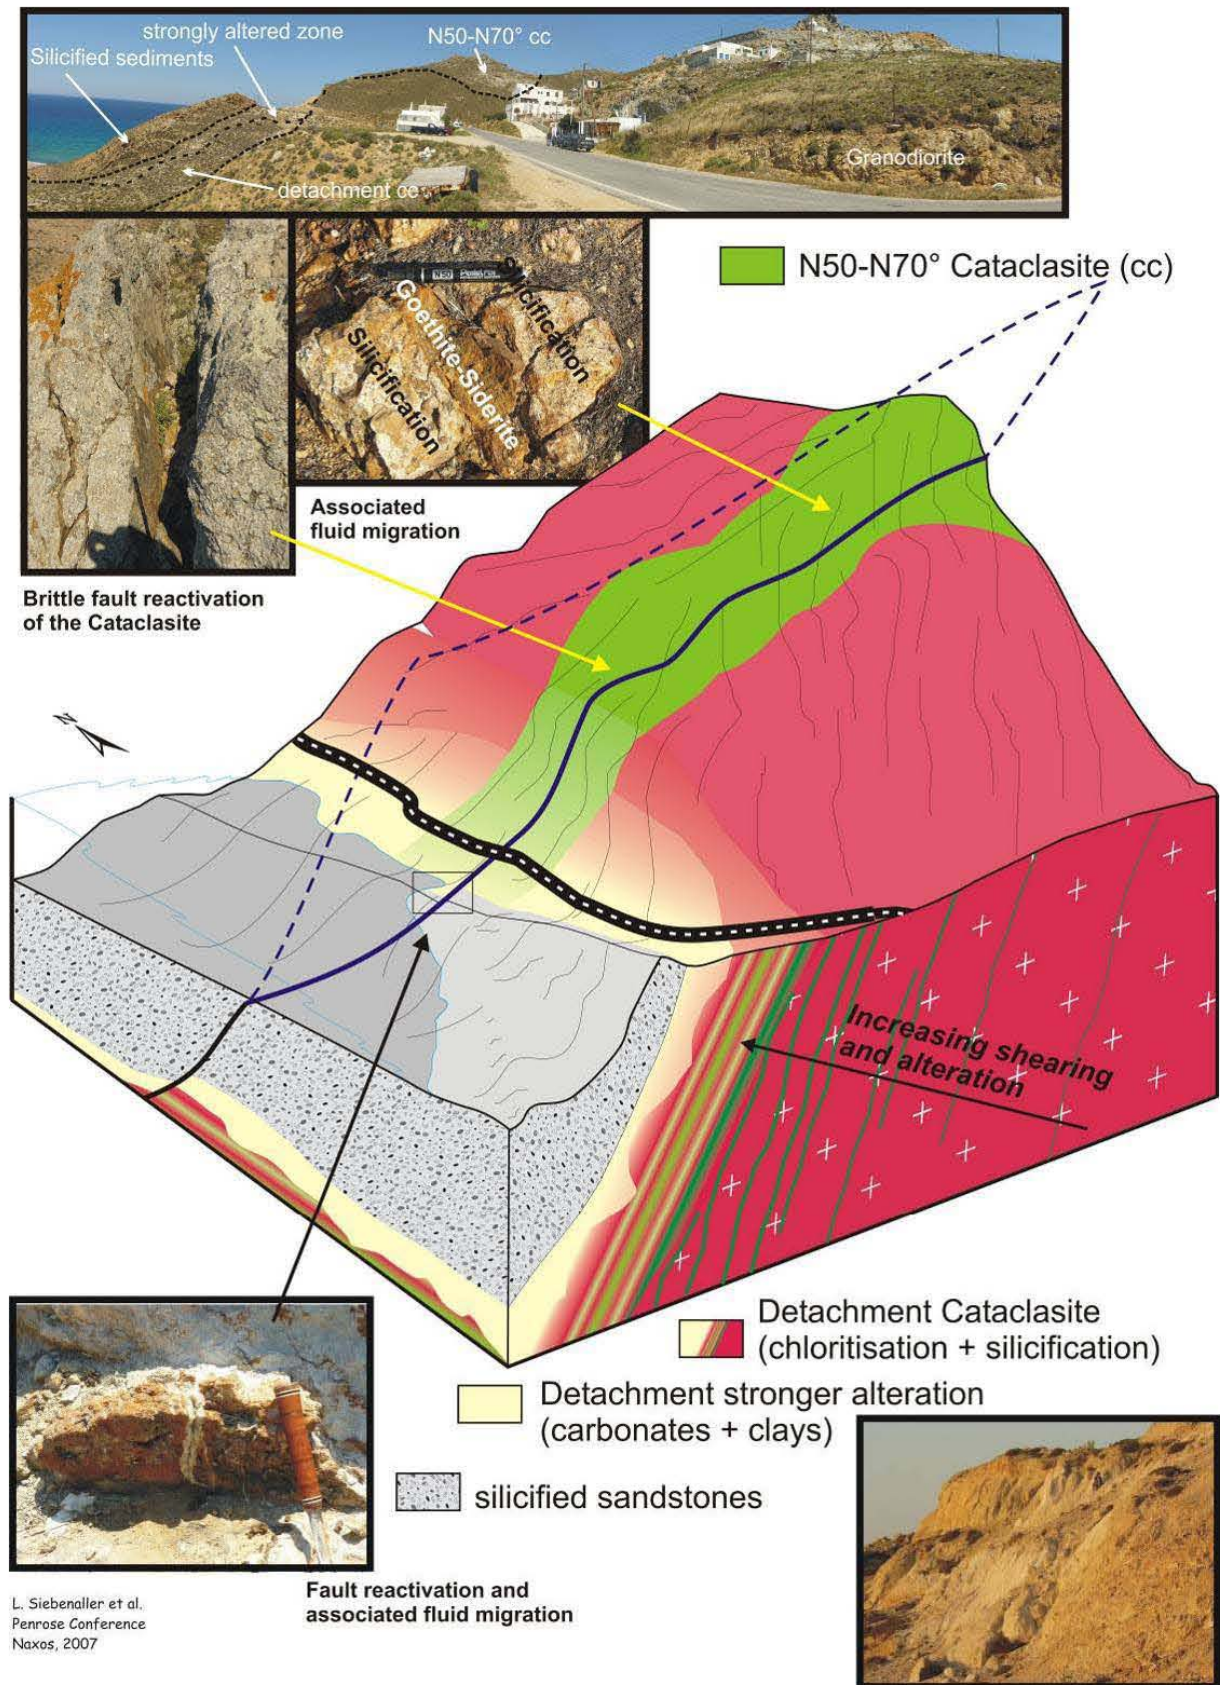 strongly altered zone
N50-N70° cc
Silicified sediments
detachment cc
Granodiorite
N50-N70° Cataclasite (cc)
N50
Silicification
Goethite-Siderite
Silicification
Associated
fluid migration
Brittle fault reactivation
of the Cataclasite
N
Increasing shearing
and alteration
Detachment Cataclasite
(chloritisation + silicification)
Detachment stronger alteration
(carbonates + clays)
silicified sandstones
Fault reactivation and
associated fluid migration
L. Siebenaller et al.
Penrose Conference
Naxos, 2007